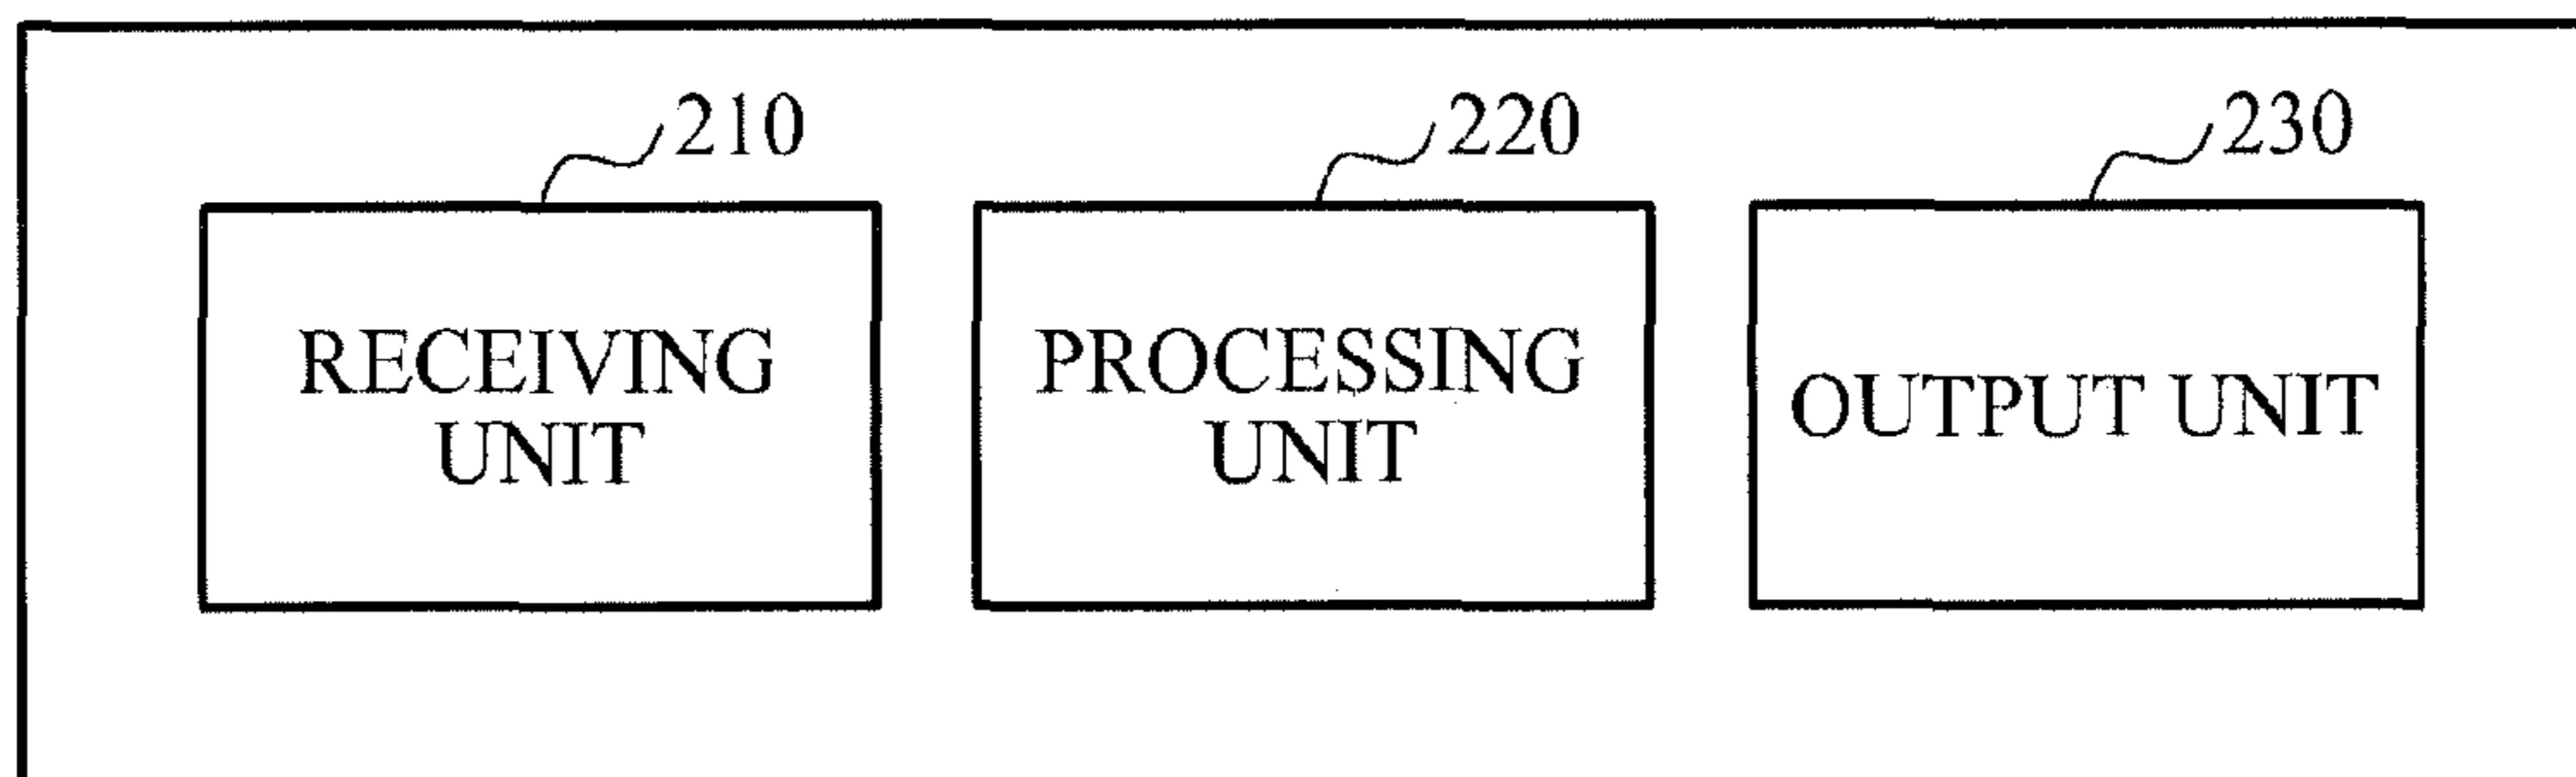 210
220
230
RECEIVING
UNIT
PROCESSING
UNIT
OUTPUT UNIT